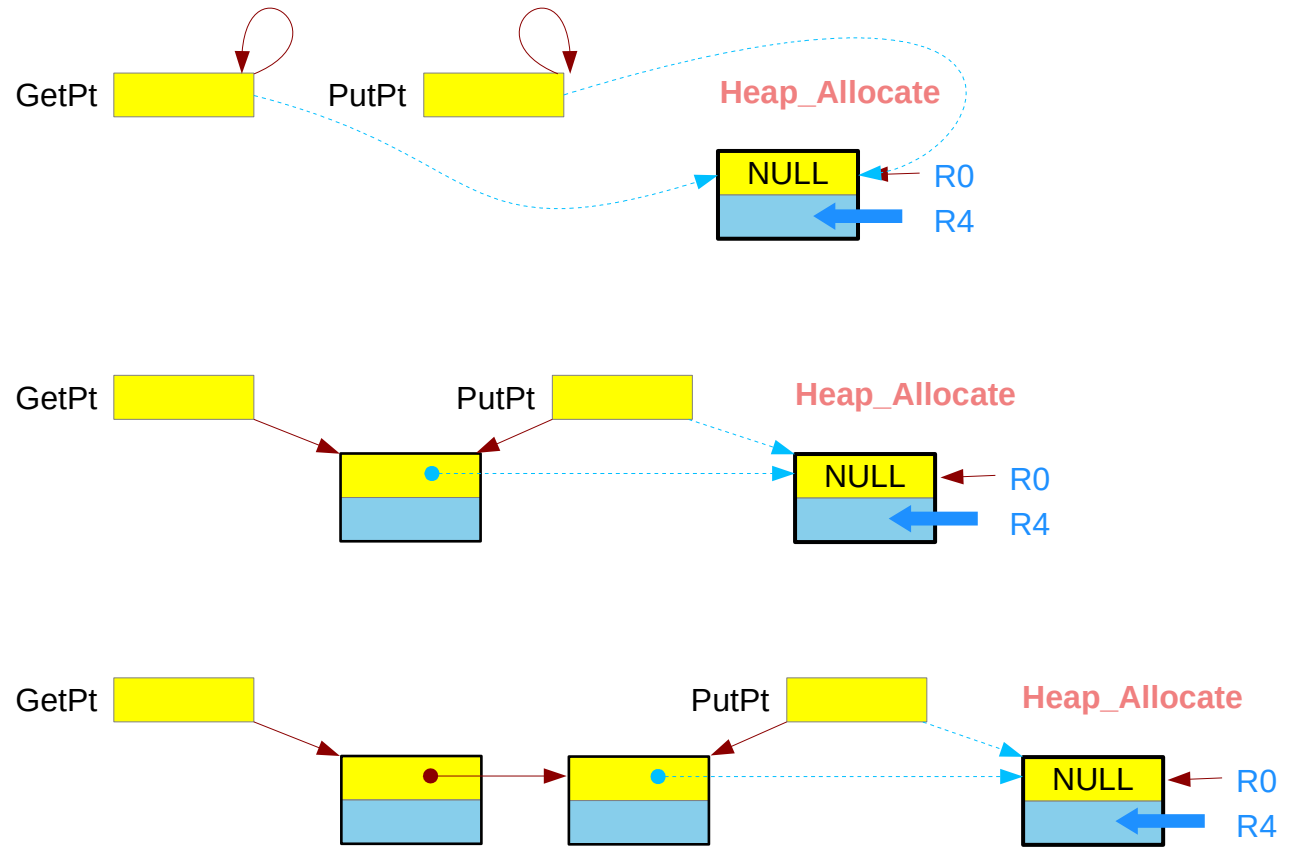 GetPt
PutPt
Heap_Allocate
NULL
R0
R4
GetPt
PutPt
Heap_Allocate
NULL
R0
R4
GetPt
PutPt
Heap_Allocate
NULL
R0
R4